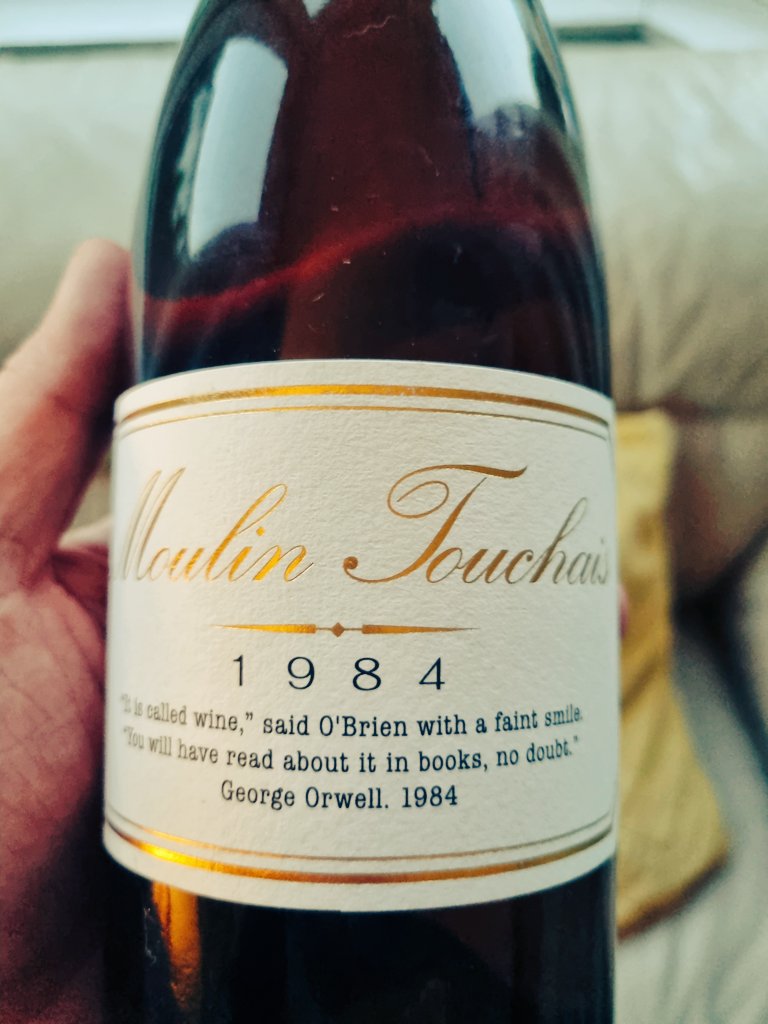 Moulin Touchais
1984
"It is called wine,” said O'Brien with a faint smile.
"You will have read about it in books, no doubt."
George Orwell. 1984